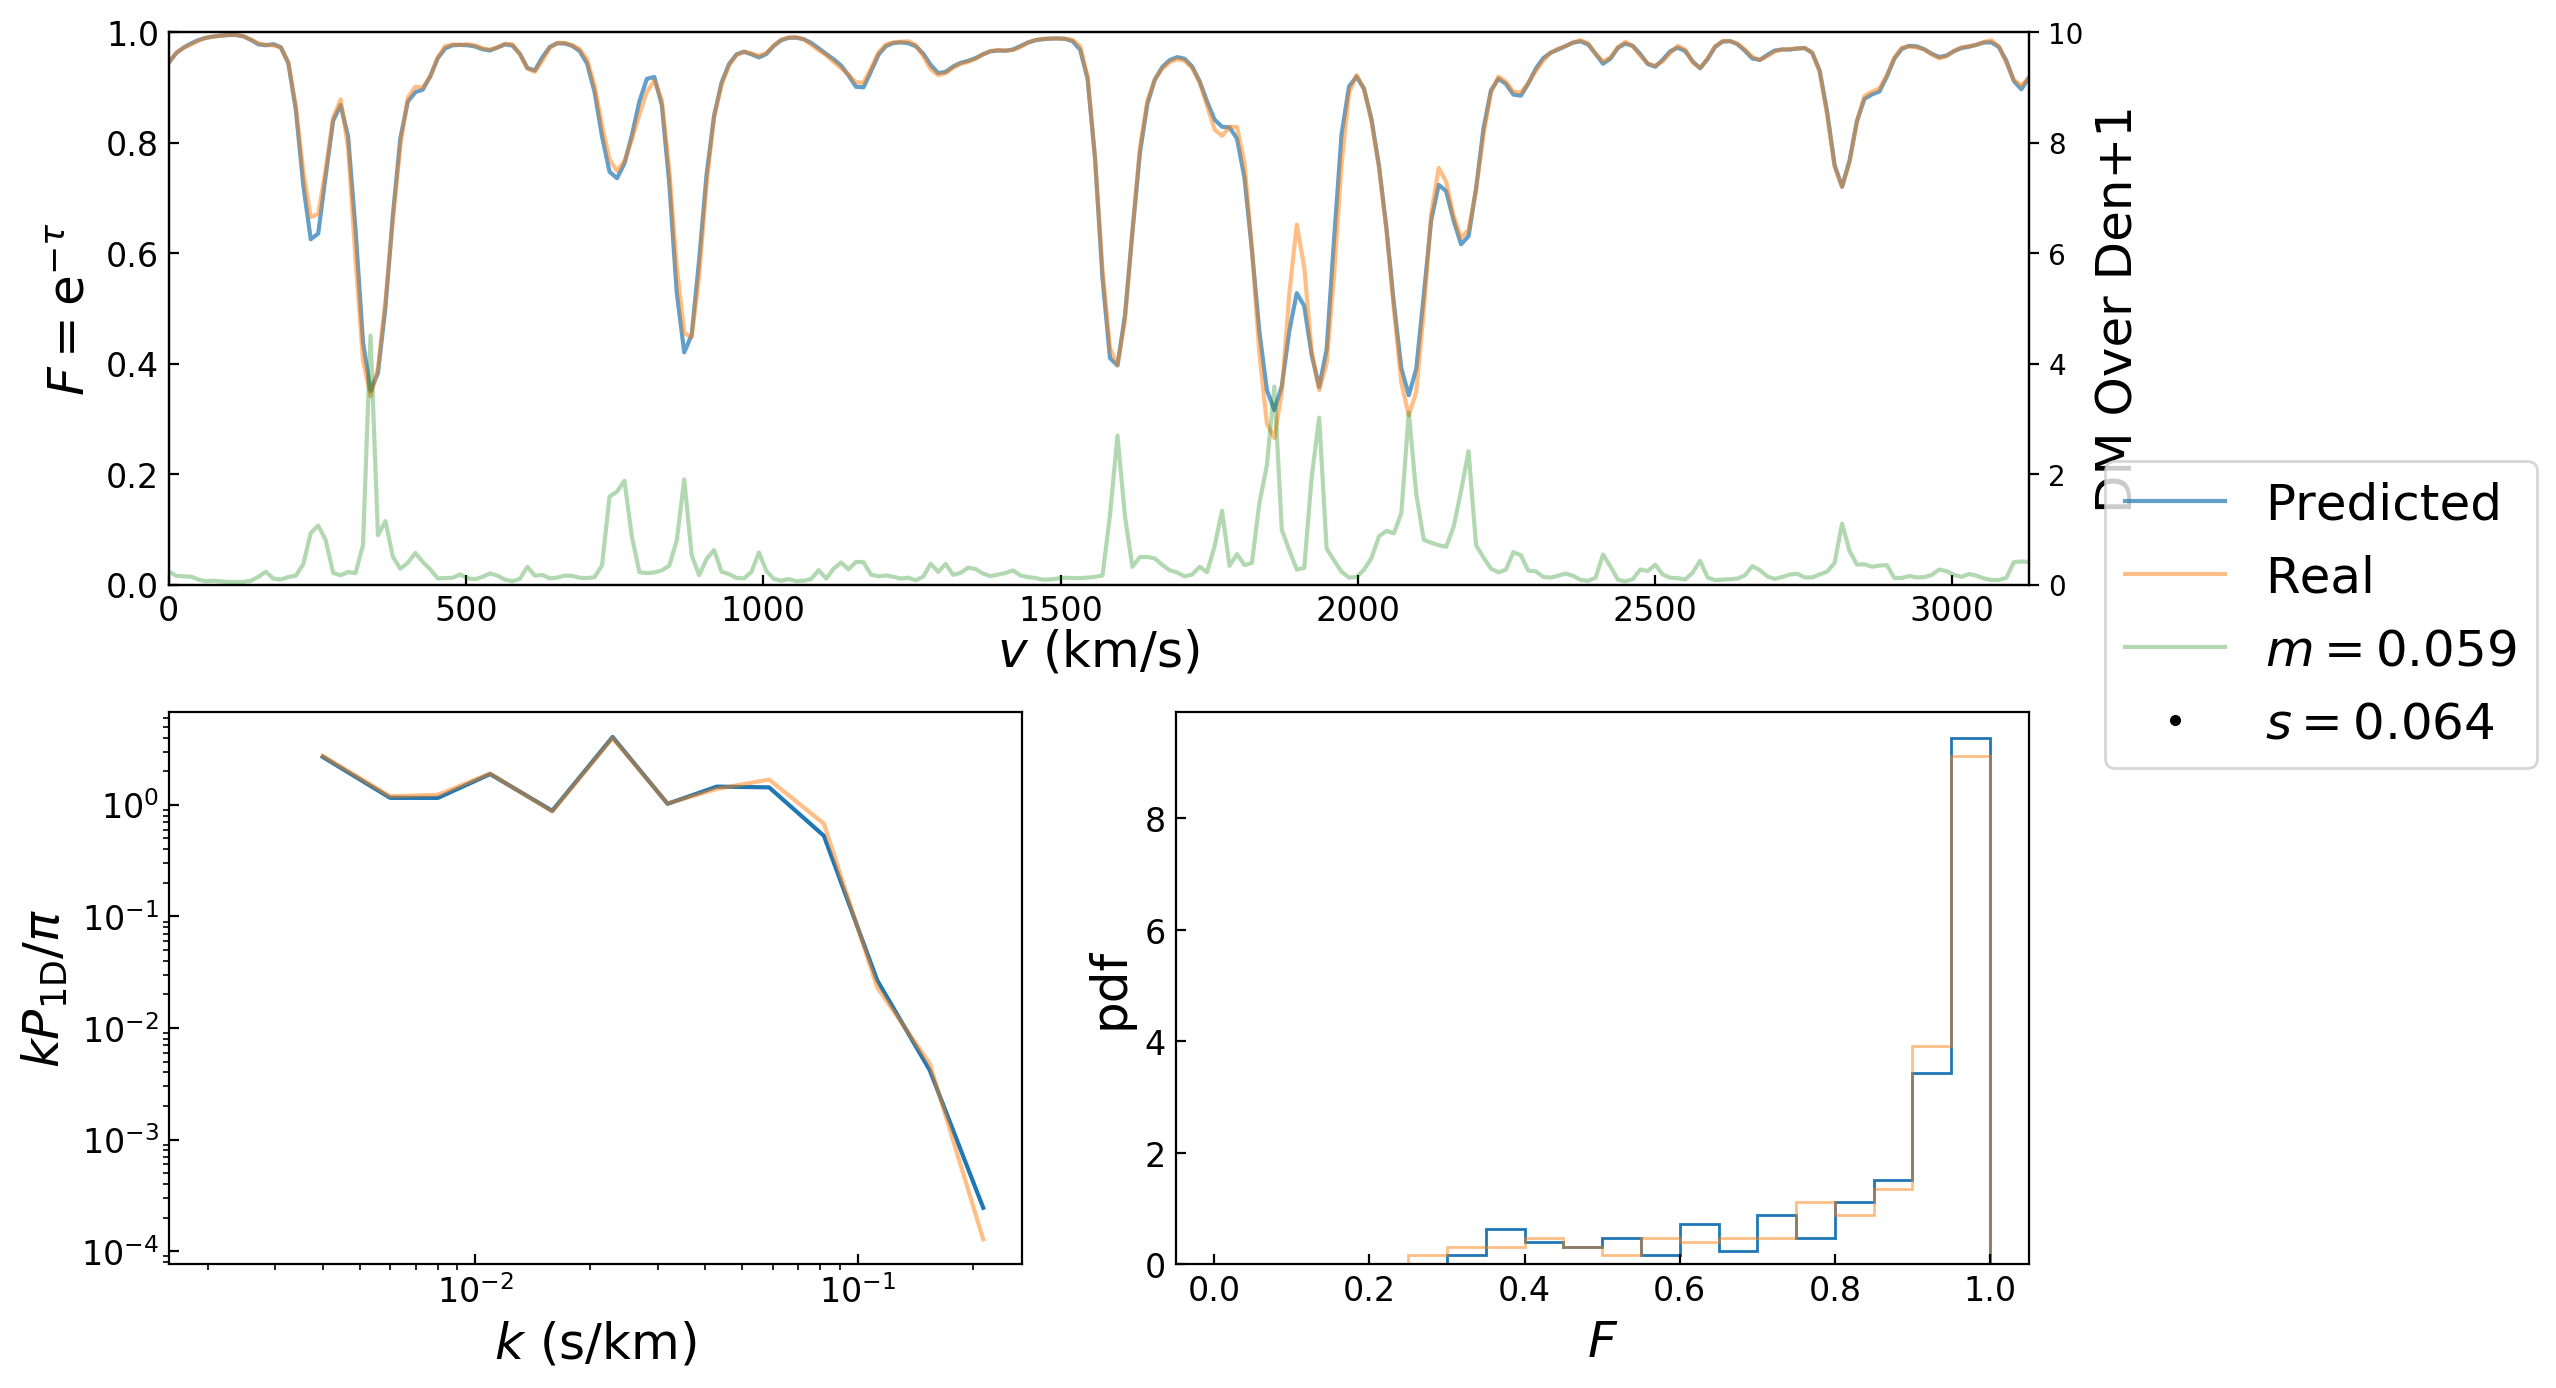 1.0
0.8
0.6
0.4
0.2
0.0
F = e^{−τ}
10
8
6
4
2
0
DM Over Den+1
0 500 1000 1500 2000 2500 3000
v (km/s)
Predicted
Real
m = 0.059
s = 0.064
10^0
10^{−1}
10^{−2}
10^{−3}
10^{−4}
kP_{1D}/π
10^{−2} 10^{−1}
k (s/km)
8
6
4
2
0
pdf
0.0 0.2 0.4 0.6 0.8 1.0
F